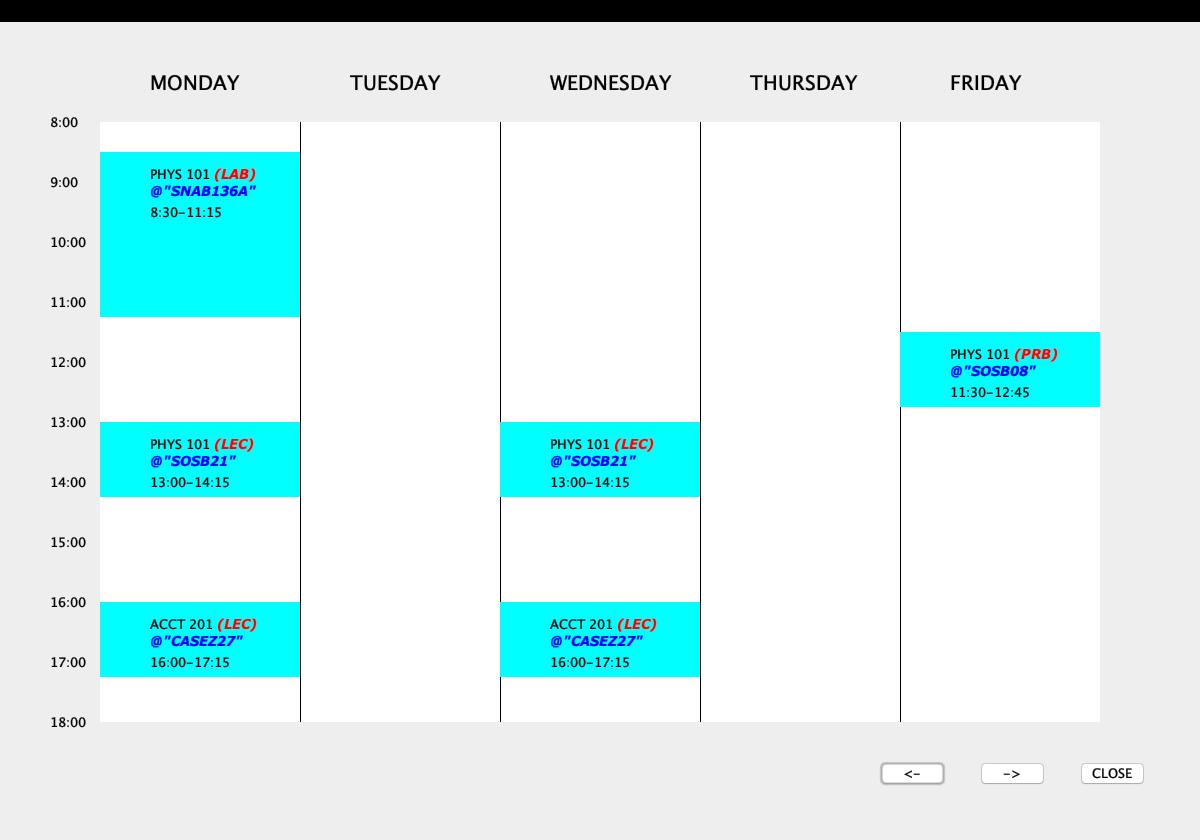 MONDAY TUESDAY WEDNESDAY THURSDAY FRIDAY
8:00
PHYS 101 (LAB)
@"SNAB136A"
8:30-11:15
9:00
10:00
11:00
PHYS 101 (PRB)
@"SOSB08"
11:30-12:45
12:00
13:00
PHYS 101 (LEC)
@"SOSB21"
13:00-14:15
PHYS 101 (LEC)
@"SOSB21"
13:00-14:15
14:00
15:00
16:00
ACCT 201 (LEC)
@"CASEZ27"
16:00-17:15
ACCT 201 (LEC)
@"CASEZ27"
16:00-17:15
17:00
18:00
<- -> CLOSE